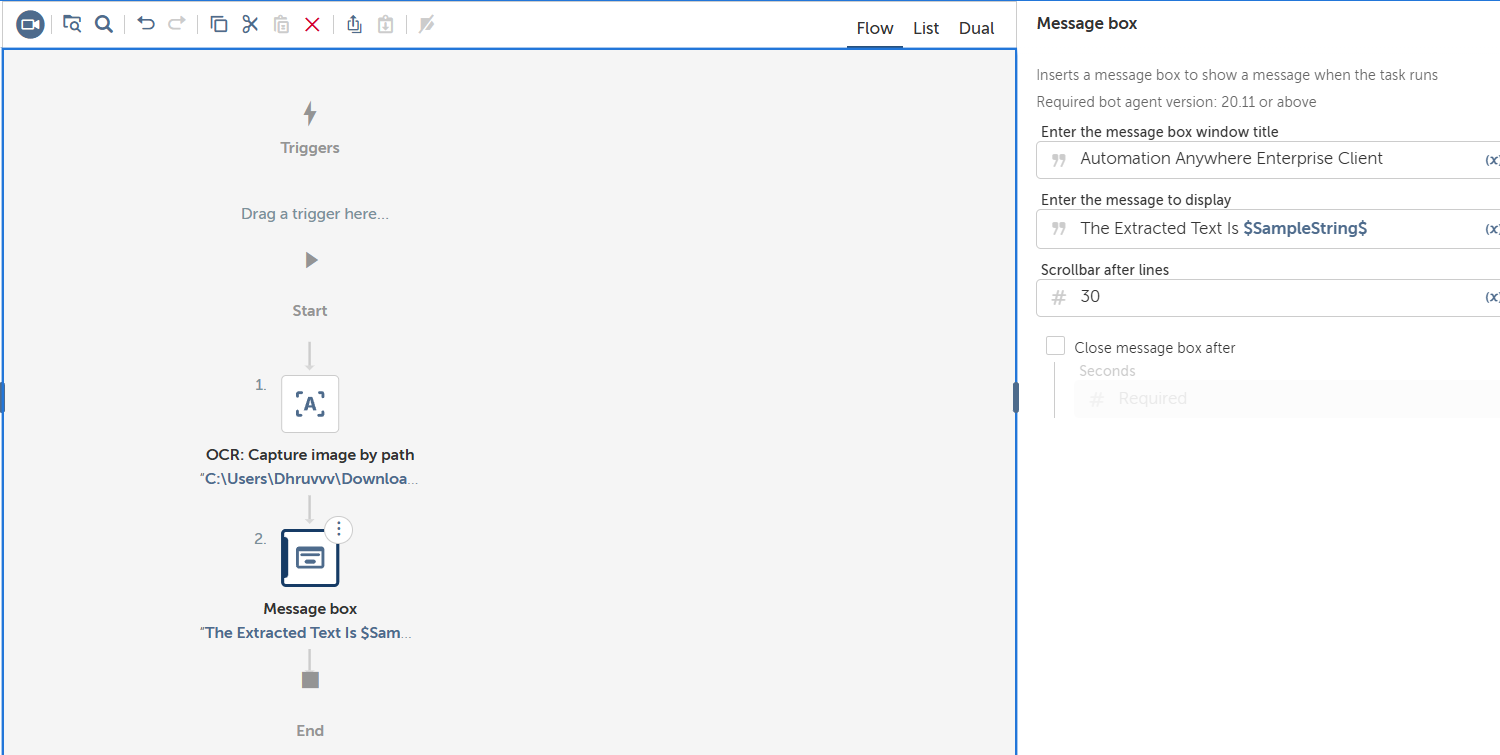 Flow List Dual
Triggers
Drag a trigger here...
Start
1.
OCR: Capture image by path
“C:\Users\Dhruvvv\Downloa...
2.
Message box
“The Extracted Text Is $Sam...
End
Message box
Inserts a message box to show a message when the task runs
Required bot agent version: 20.11 or above
Enter the message box window title
Automation Anywhere Enterprise Client (x)
Enter the message to display
The Extracted Text Is $SampleString$ (x)
Scrollbar after lines
# 30 (x)
Close message box after
Seconds
# Required